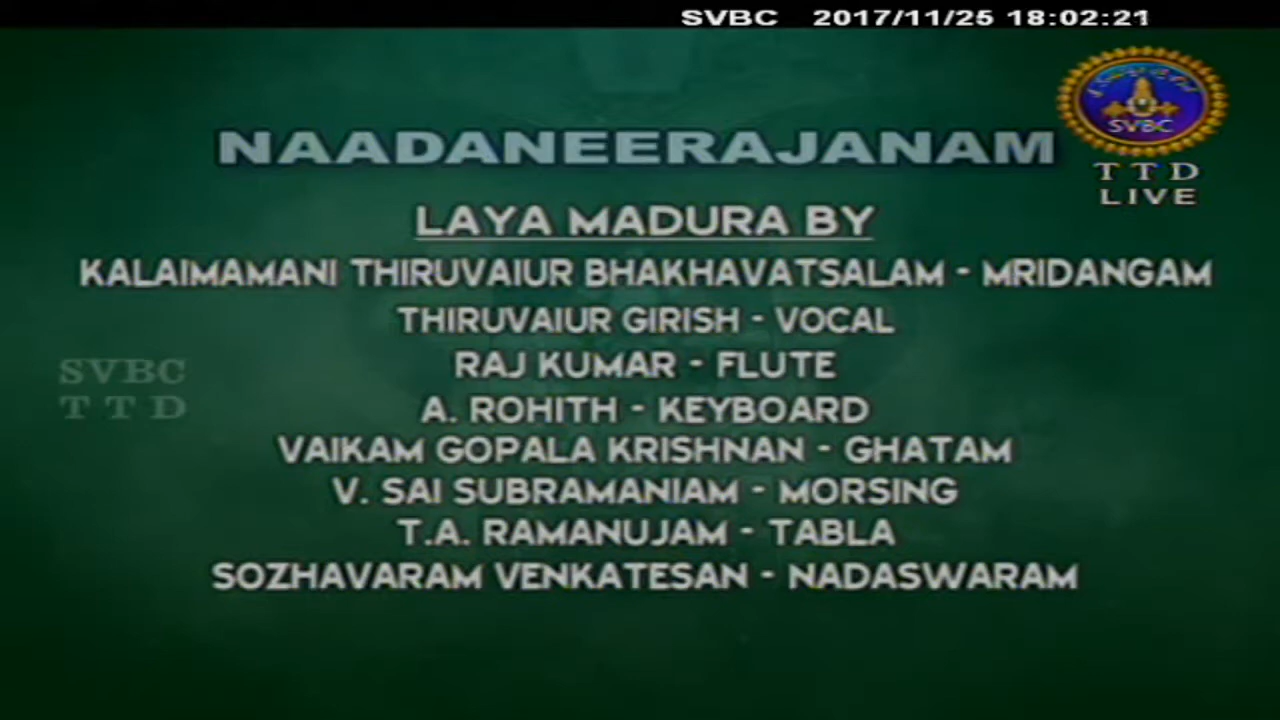 SVBC 2017/11/25 18:02:21
NAADANEERAJANAM
SVBC
TTD
LIVE
LAYA MADURA BY
KALAIMAMANI THIRUVAIUR BHAKHAVATSALAM - MRIDANGAM
THIRUVAIUR GIRISH - VOCAL
RAJ KUMAR - FLUTE
SVBC
TTD
A. ROHITH - KEYBOARD
VAIKAM GOPALA KRISHNAN - GHATAM
V. SAI SUBRAMANIAM - MORSING
T.A. RAMANUJAM - TABLA
SOZHAVARAM VENKATESAN - NADASWARAM